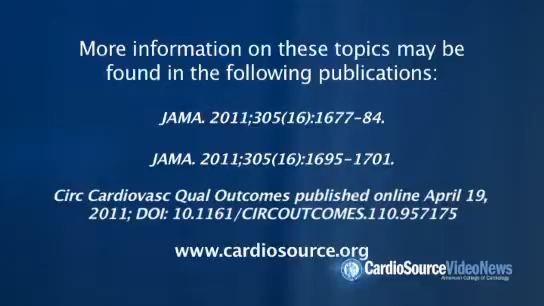 More information on these topics may be
found in the following publications:
JAMA. 2011;305(16):1677-84.
JAMA. 2011;305(16):1695-1701.
Circ Cardiovasc Qual Outcomes published online April 19,
2011; DOI: 10.1161/CIRCOUTCOMES.110.957175
www.cardiosource.org
CardioSourceVideoNews
American College of Cardiology